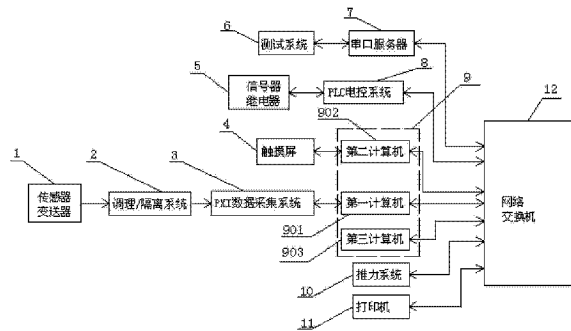 7
6
测试系统
串口服务器
8
5
信号器
继电器
PLC电控系统
9
12
902
4
触摸屏
第二计算机
1
2
3
传感器
变送器
调理/隔离系统
PXI数据采集系统
第一计算机
网络
交换机
901
第三计算机
903
推力系统
10
打印机
11